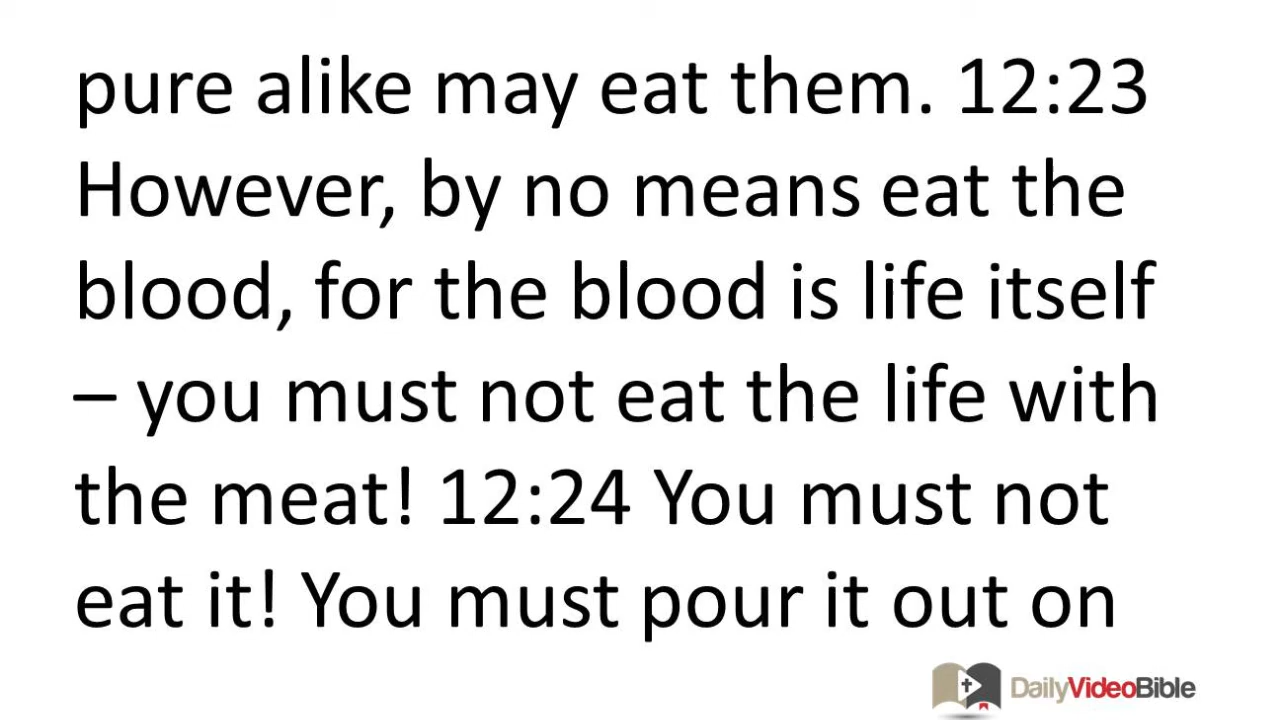 pure alike may eat them. 12:23
However, by no means eat the
blood, for the blood is life itself
– you must not eat the life with
the meat! 12:24 You must not
eat it! You must pour it out on
DailyVideoBible